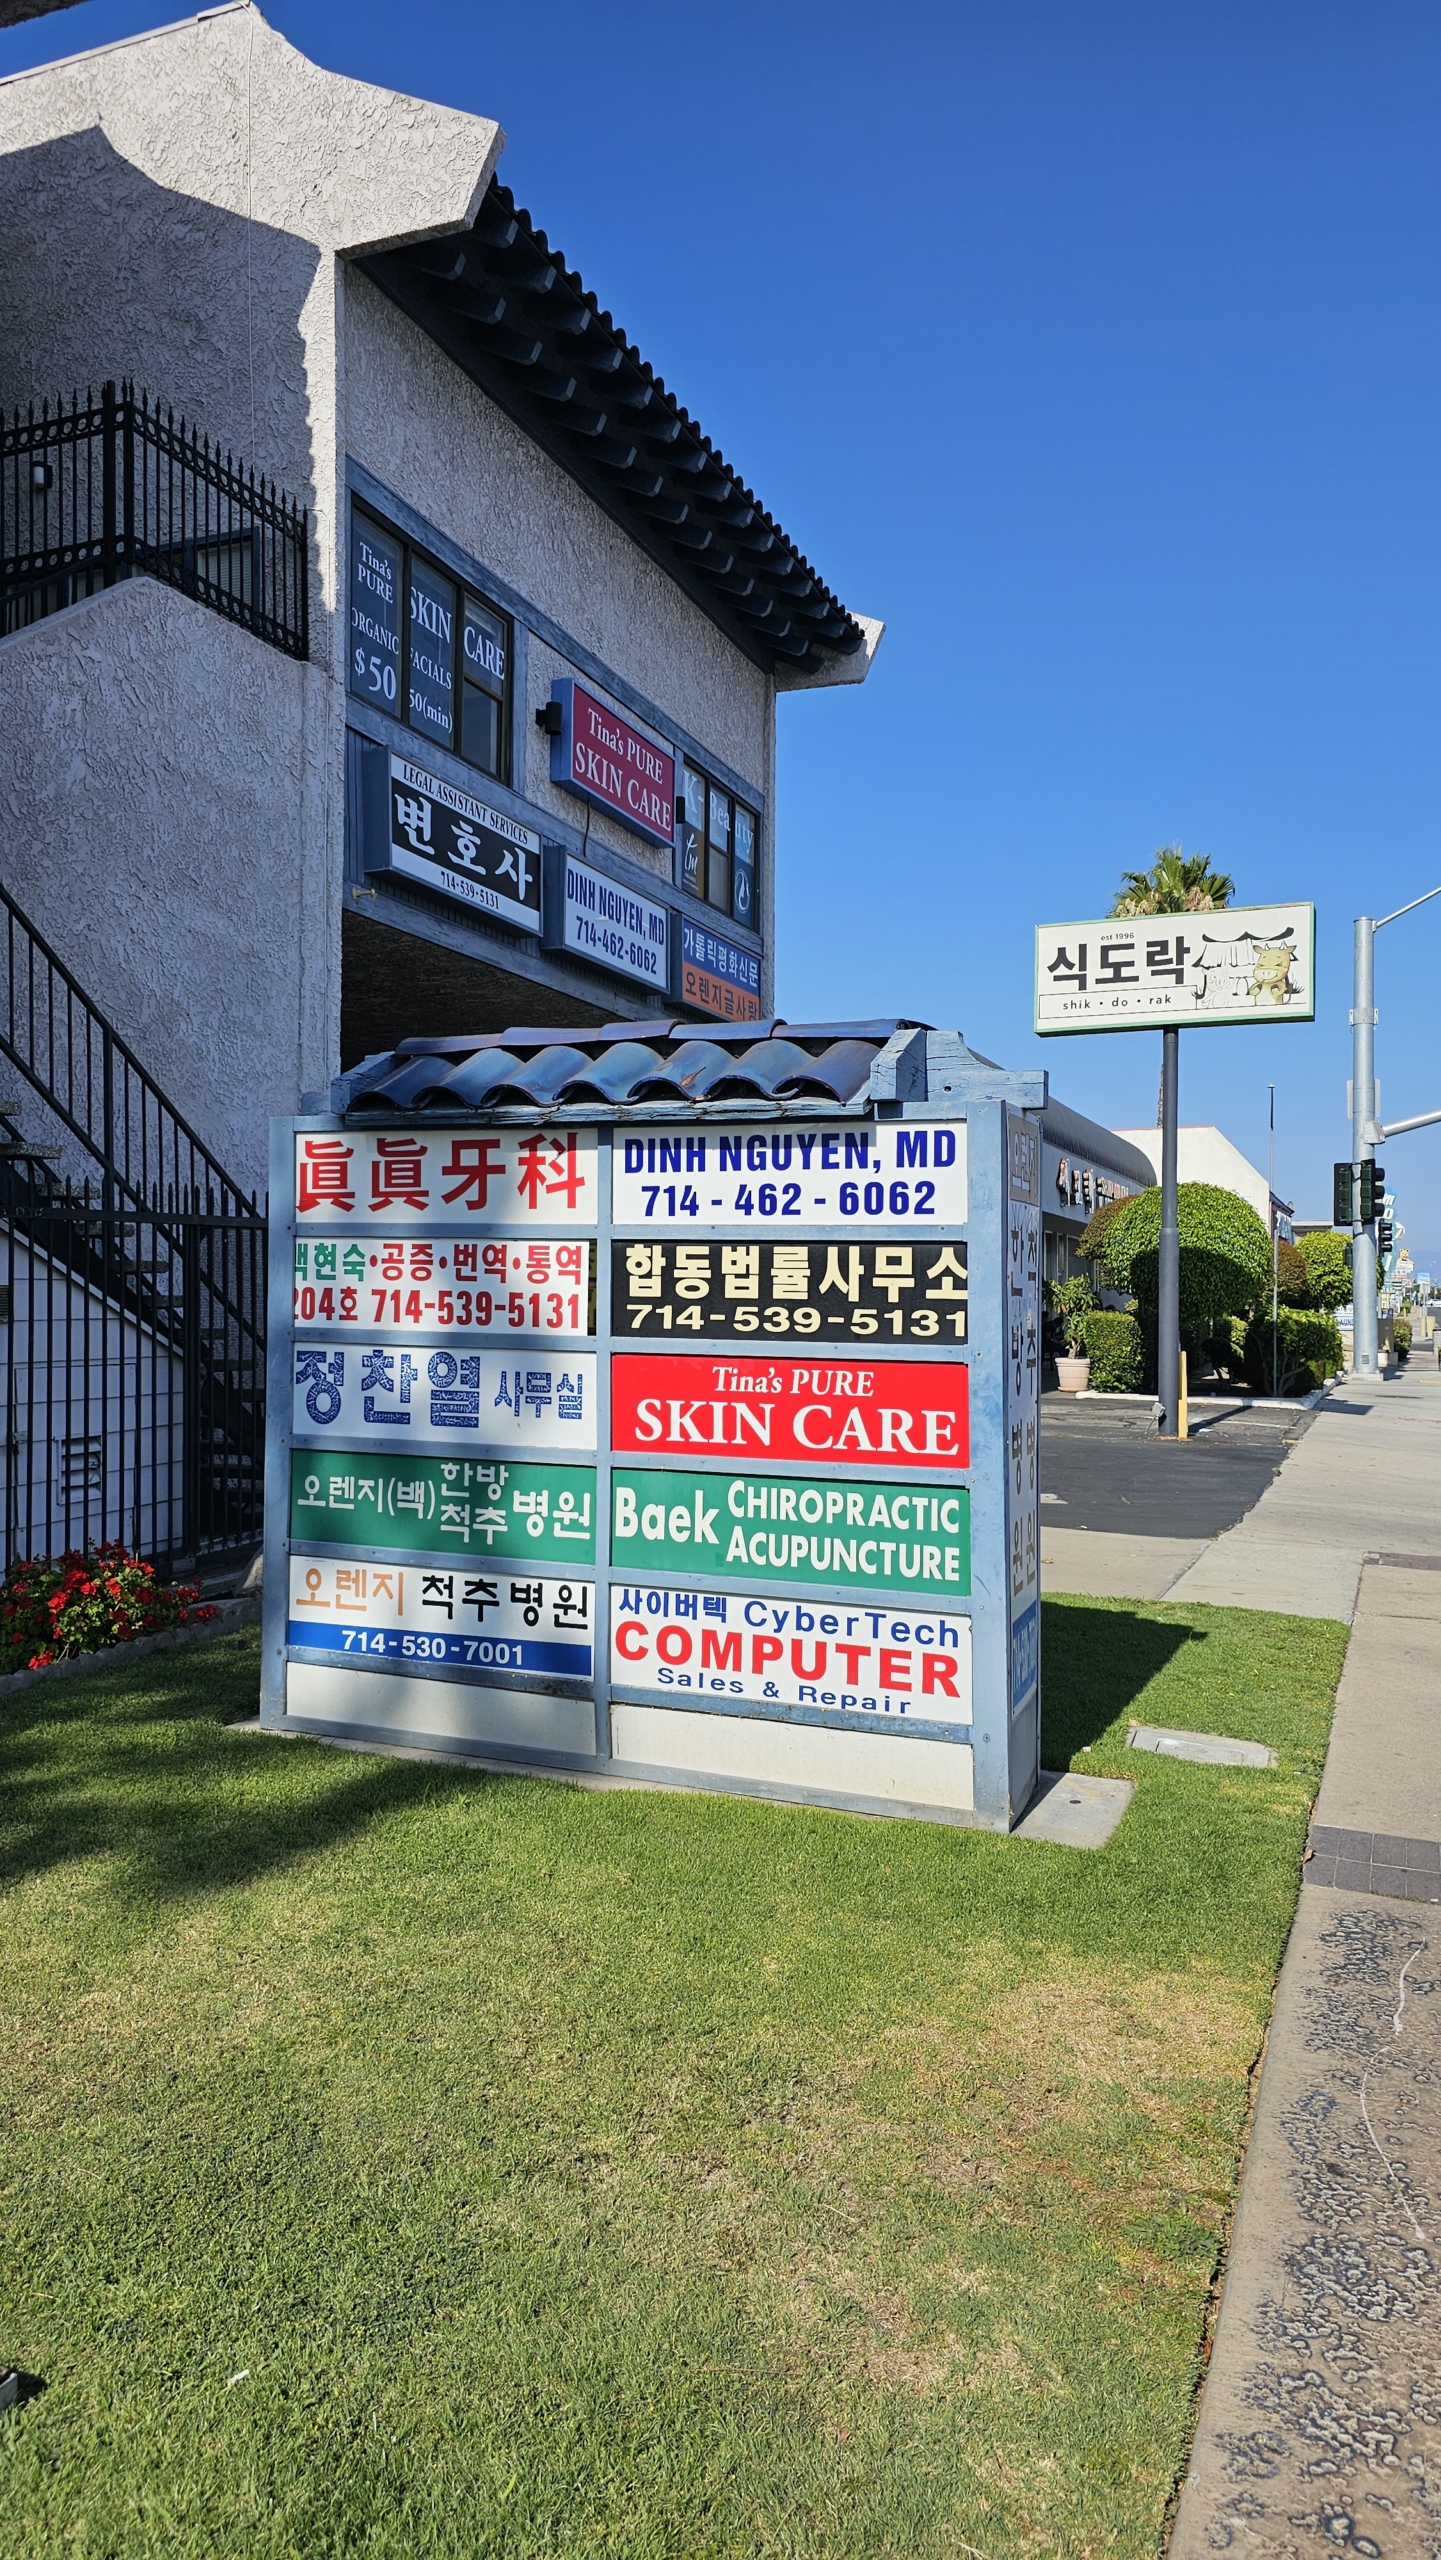 Tina's
PURE
SKIN
CARE
ORGANIC
FACIALS
$50
50(min)
Tina's PURE
SKIN CARE
K-Beauty
LEGAL ASSISTANT SERVICES
변호사
714-539-5131
DINH NGUYEN, MD
714-462-6062
가톨릭평화신문
오렌지글사랑
est 1996
식도락
shik • do • rak
眞眞牙科
백현숙•공증•번역•통역
204호 714-539-5131
정찬열 사무실
오렌지(백) 한방 척추 병원
오렌지 척추병원
714-530-7001
DINH NGUYEN, MD
714 - 462 - 6062
합동법률사무소
714-539-5131
Tina's PURE
SKIN CARE
Baek CHIROPRACTIC
ACUPUNCTURE
사이버텍 CyberTech
COMPUTER
Sales & Repair